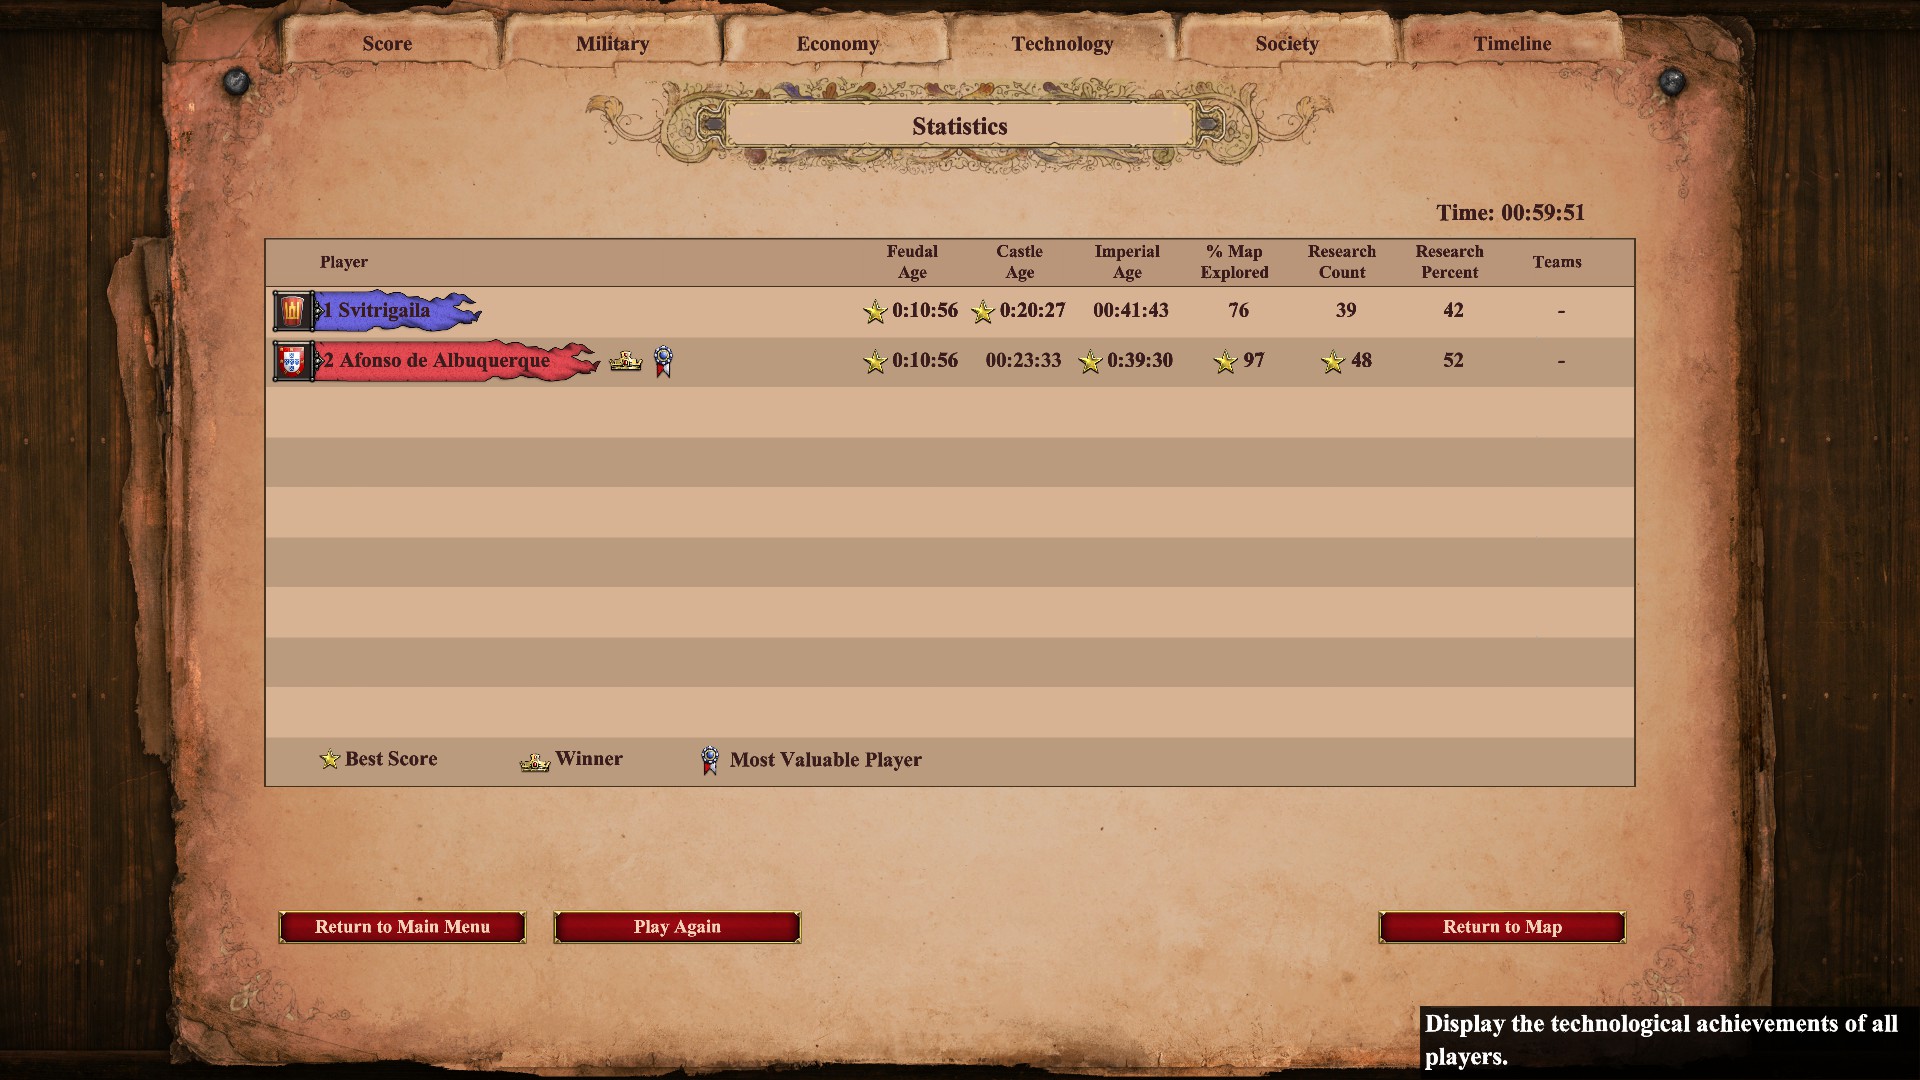 Score Military Economy Technology Society Timeline
Statistics
Time: 00:59:51
Player Feudal Age Castle Age Imperial Age % Map Explored Research Count Research Percent Teams
1 Svitrigaila 0:10:56 0:20:27 00:41:43 76 39 42 -
2 Afonso de Albuquerque 0:10:56 00:23:33 0:39:30 97 48 52 -
Best Score Winner Most Valuable Player
Return to Main Menu Play Again Return to Map
Display the technological achievements of all
players.